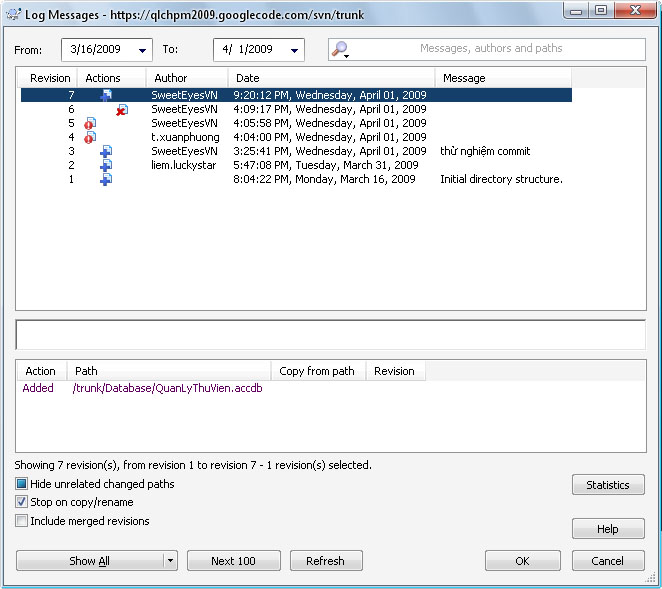 Log Messages - https://qlchpm2009.googlecode.com/svn/trunk
From: 3/16/2009 To: 4/ 1/2009 Messages, authors and paths
Revision Actions Author Date Message
7 SweetEyesVN 9:20:12 PM, Wednesday, April 01, 2009
6 SweetEyesVN 4:09:17 PM, Wednesday, April 01, 2009
5 SweetEyesVN 4:05:58 PM, Wednesday, April 01, 2009
4 t.xuanphuong 4:04:00 PM, Wednesday, April 01, 2009
3 SweetEyesVN 3:25:41 PM, Wednesday, April 01, 2009 thử nghiệm commit
2 liem.luckystar 5:47:08 PM, Tuesday, March 31, 2009
1 8:04:22 PM, Monday, March 16, 2009 Initial directory structure.
Action Path Copy from path Revision
Added /trunk/Database/QuanLyThuVien.accdb
Showing 7 revision(s), from revision 1 to revision 7 - 1 revision(s) selected.
Hide unrelated changed paths
Statistics
Stop on copy/rename
Include merged revisions
Help
Show All Next 100 Refresh OK Cancel